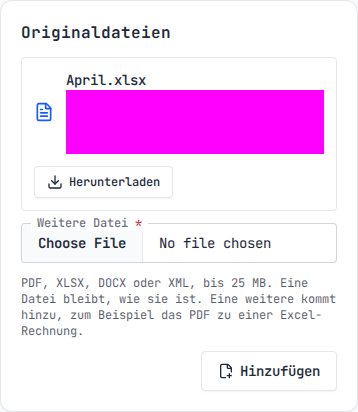 Originaldateien
April.xlsx
Herunterladen
Weitere Datei *
Choose File No file chosen
PDF, XLSX, DOCX oder XML, bis 25 MB. Eine
Datei bleibt, wie sie ist. Eine weitere kommt
hinzu, zum Beispiel das PDF zu einer Excel-
Rechnung.
Hinzufügen